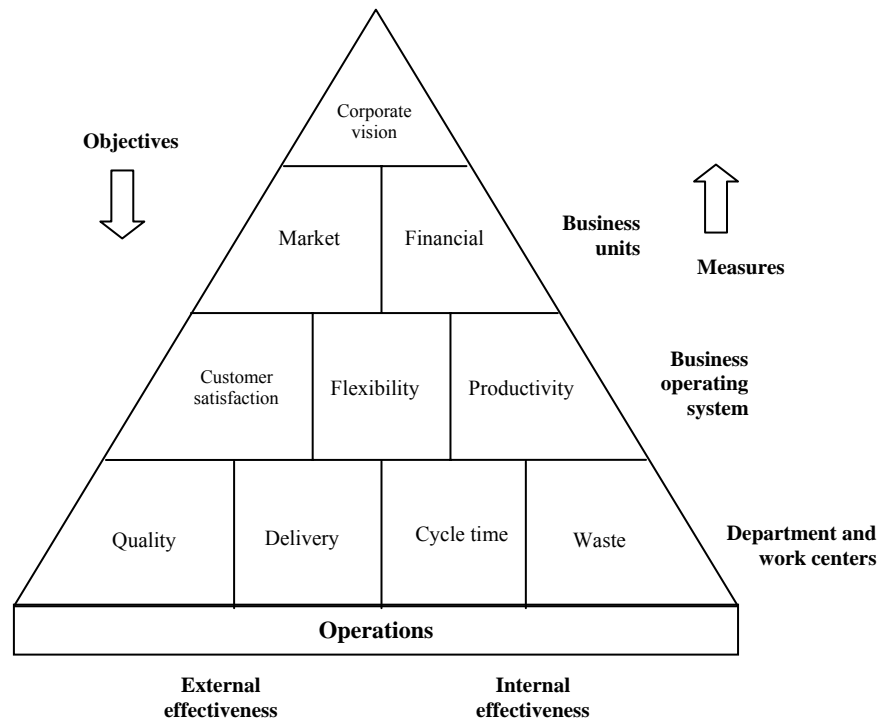 Corporate
vision
Objectives
Market
Financial
Business
units
Measures
Customer
satisfaction
Flexibility
Productivity
Business
operating
system
Quality
Delivery
Cycle time
Waste
Department and
work centers
Operations
External
effectiveness
Internal
effectiveness